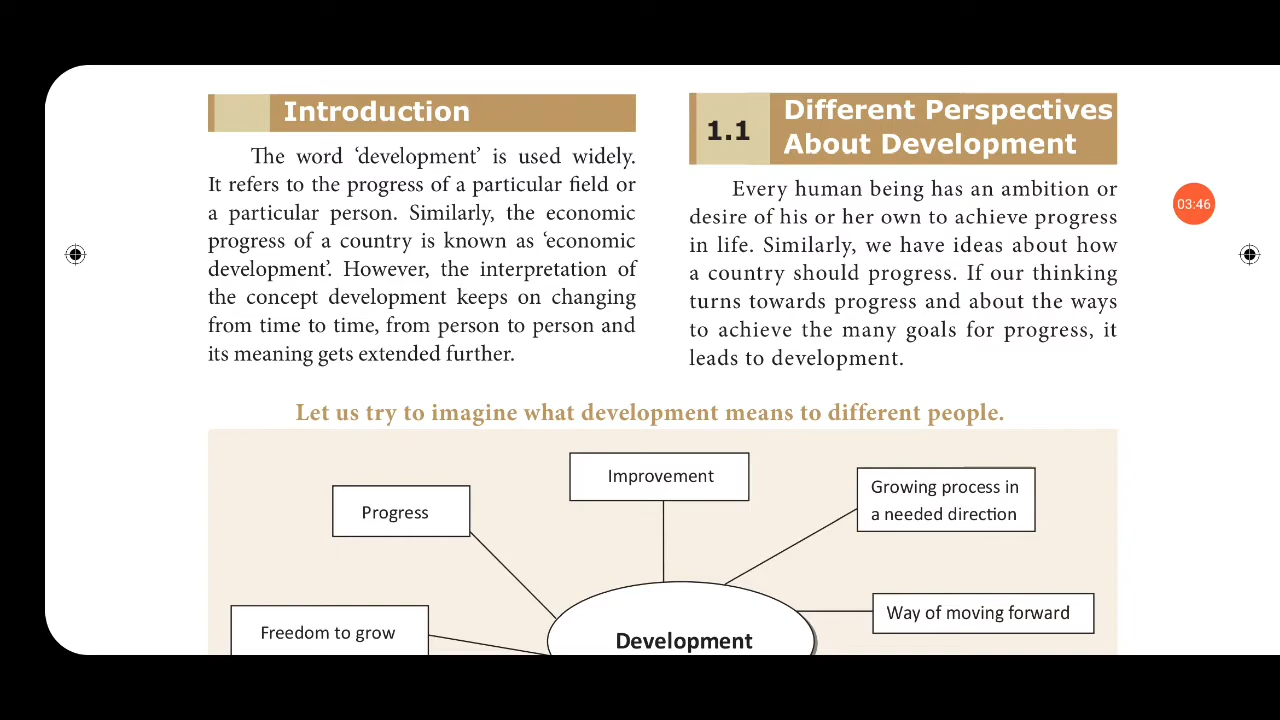 Introduction
The word ‘development’ is used widely.
It refers to the progress of a particular field or
a particular person. Similarly, the economic
progress of a country is known as ‘economic
development’. However, the interpretation of
the concept development keeps on changing
from time to time, from person to person and
its meaning gets extended further.
1.1
Different Perspectives
About Development
Every human being has an ambition or
desire of his or her own to achieve progress
in life. Similarly, we have ideas about how
a country should progress. If our thinking
turns towards progress and about the ways
to achieve the many goals for progress, it
leads to development.
03:46
Let us try to imagine what development means to different people.
Improvement
Growing process in
a needed direction
Progress
Way of moving forward
Freedom to grow
Development